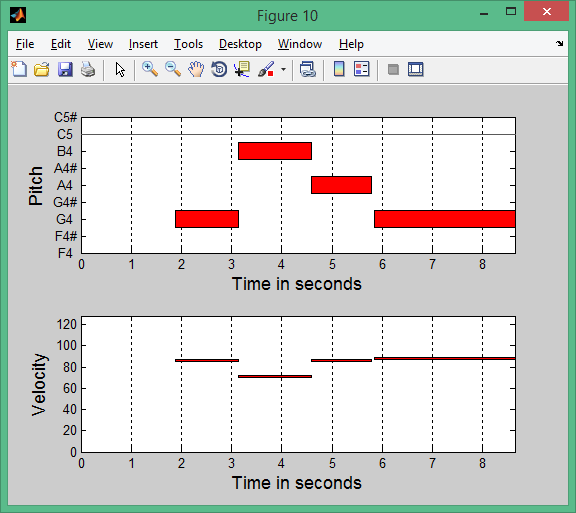 Figure 10
File Edit View Insert Tools Desktop Window Help
C5#
C5
B4
A4#
A4
G4#
G4
F4#
F4
Pitch
0 1 2 3 4 5 6 7 8
Time in seconds
120
100
80
60
40
20
0
Velocity
0 1 2 3 4 5 6 7 8
Time in seconds